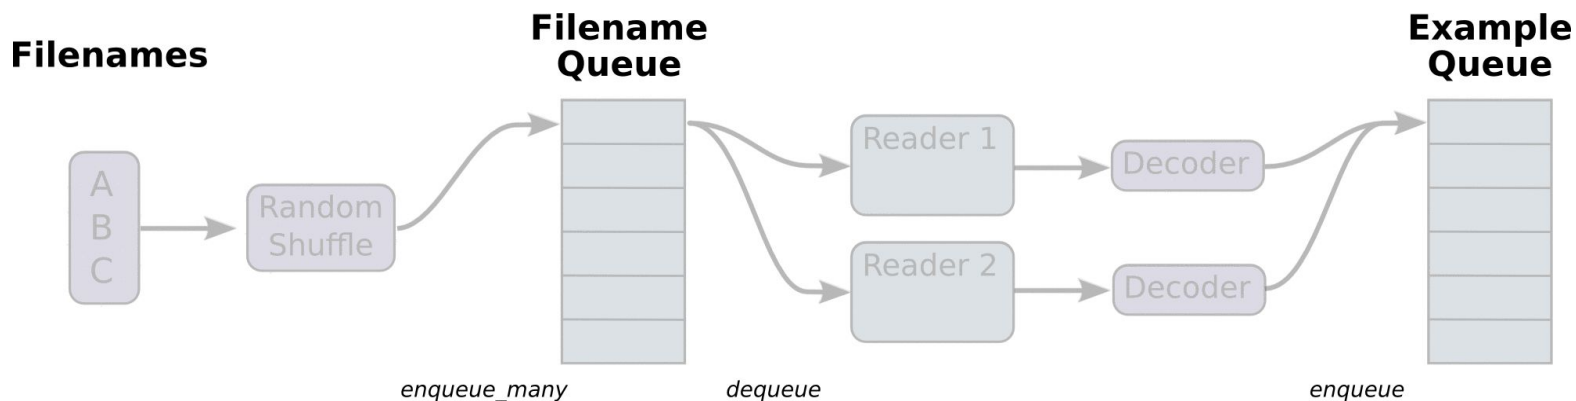 Filenames
Filename
Queue
Example
Queue
A
B
C
Random
Shuffle
Reader 1
Decoder
Reader 2
Decoder
enqueue_many
dequeue
enqueue